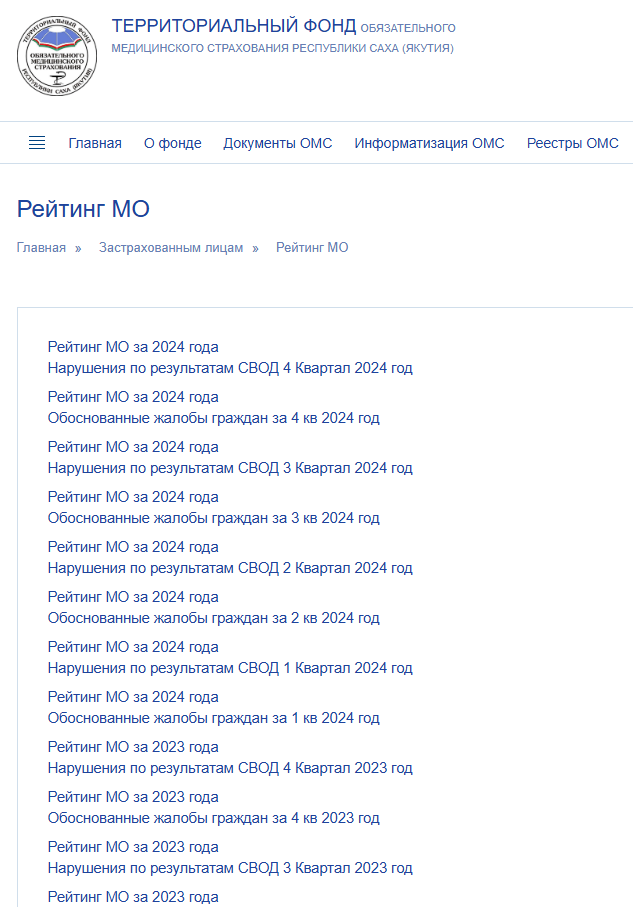 ТЕРРИТОРИАЛЬНЫЙ ФОНД
ОБЯЗАТЕЛЬНОГО
МЕДИЦИНСКОГО
СТРАХОВАНИЯ
РЕСПУБЛИКИ САХА (ЯКУТИЯ)
ТЕРРИТОРИАЛЬНЫЙ ФОНД ОБЯЗАТЕЛЬНОГО
МЕДИЦИНСКОГО СТРАХОВАНИЯ РЕСПУБЛИКИ САХА (ЯКУТИЯ)
Главная О фонде Документы ОМС Информатизация ОМС Реестры ОМС
Рейтинг МО
Главная » Застрахованным лицам » Рейтинг МО
Рейтинг МО за 2024 года
Нарушения по результатам СВОД 4 Квартал 2024 год
Рейтинг МО за 2024 года
Обоснованные жалобы граждан за 4 кв 2024 год
Рейтинг МО за 2024 года
Нарушения по результатам СВОД 3 Квартал 2024 год
Рейтинг МО за 2024 года
Обоснованные жалобы граждан за 3 кв 2024 год
Рейтинг МО за 2024 года
Нарушения по результатам СВОД 2 Квартал 2024 год
Рейтинг МО за 2024 года
Обоснованные жалобы граждан за 2 кв 2024 год
Рейтинг МО за 2024 года
Нарушения по результатам СВОД 1 Квартал 2024 год
Рейтинг МО за 2024 года
Обоснованные жалобы граждан за 1 кв 2024 год
Рейтинг МО за 2023 года
Нарушения по результатам СВОД 4 Квартал 2023 год
Рейтинг МО за 2023 года
Обоснованные жалобы граждан за 4 кв 2023 год
Рейтинг МО за 2023 года
Нарушения по результатам СВОД 3 Квартал 2023 год
Рейтинг МО за 2023 года